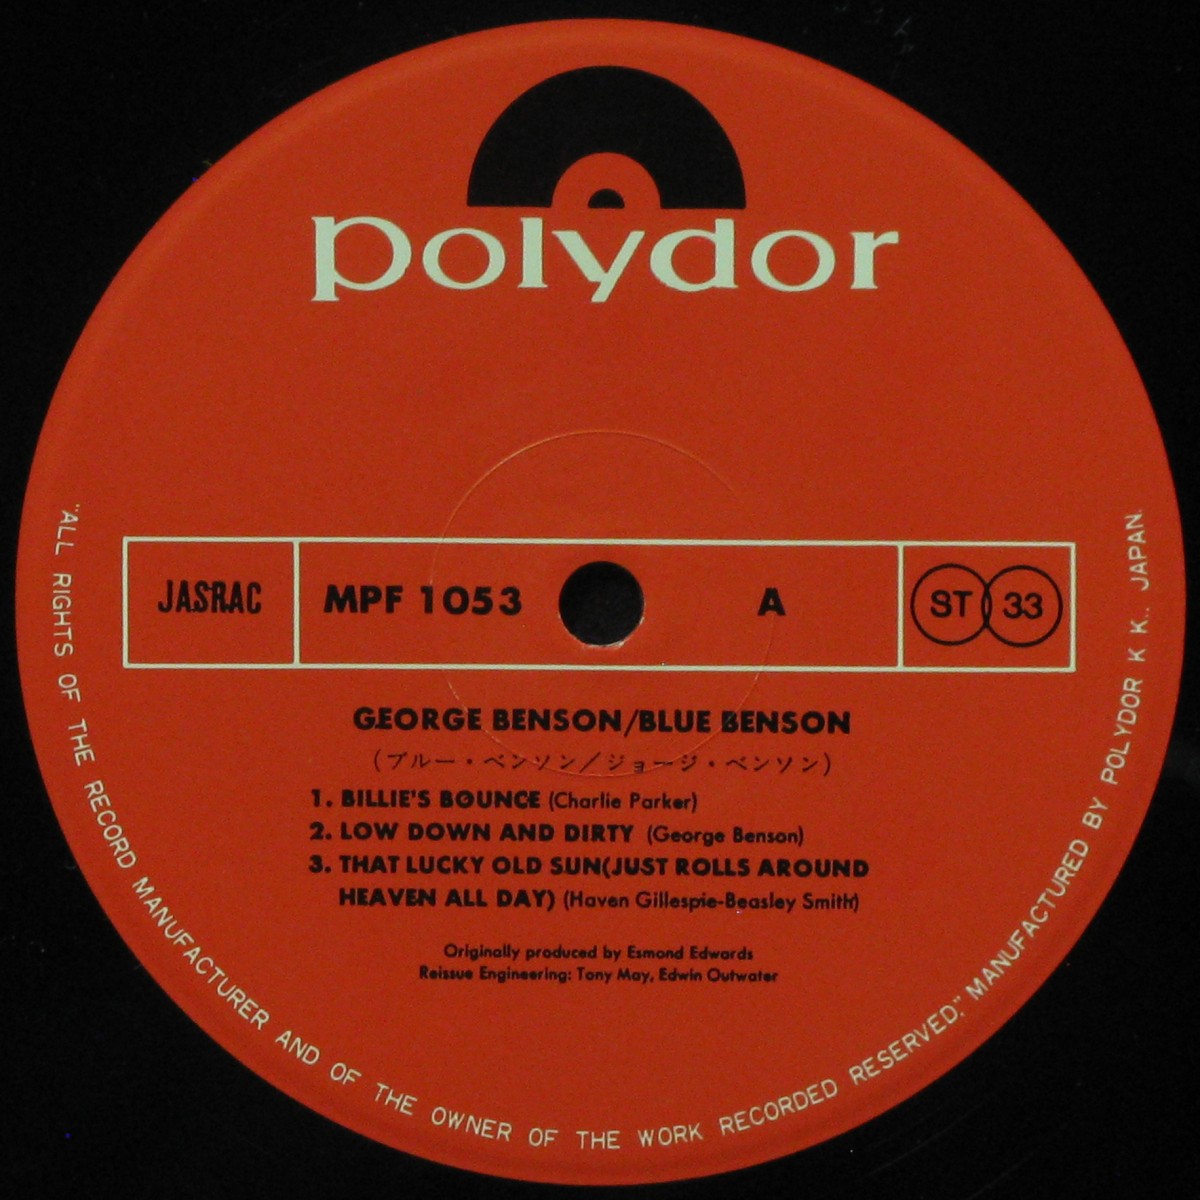 polydor
JASRAC
MPF 1053
A
ST 33
GEORGE BENSON/BLUE BENSON
(ブルー・ベンソン/ジョージ・ベンソン)
1. BILLIE'S BOUNCE (Charlie Parker)
2. LOW DOWN AND DIRTY (George Benson)
3. THAT LUCKY OLD SUN(JUST ROLLS AROUND
HEAVEN ALL DAY) (Haven Gillespie-Beasley Smith)
Originally produced by Esmond Edwards
Reissue Engineering: Tony May, Edwin Outwater
"ALL RIGHTS OF THE RECORD MANUFACTURER AND OF THE OWNER OF THE WORK RECORDED RESERVED." MANUFACTURED BY POLYDOR K K.. JAPAN.